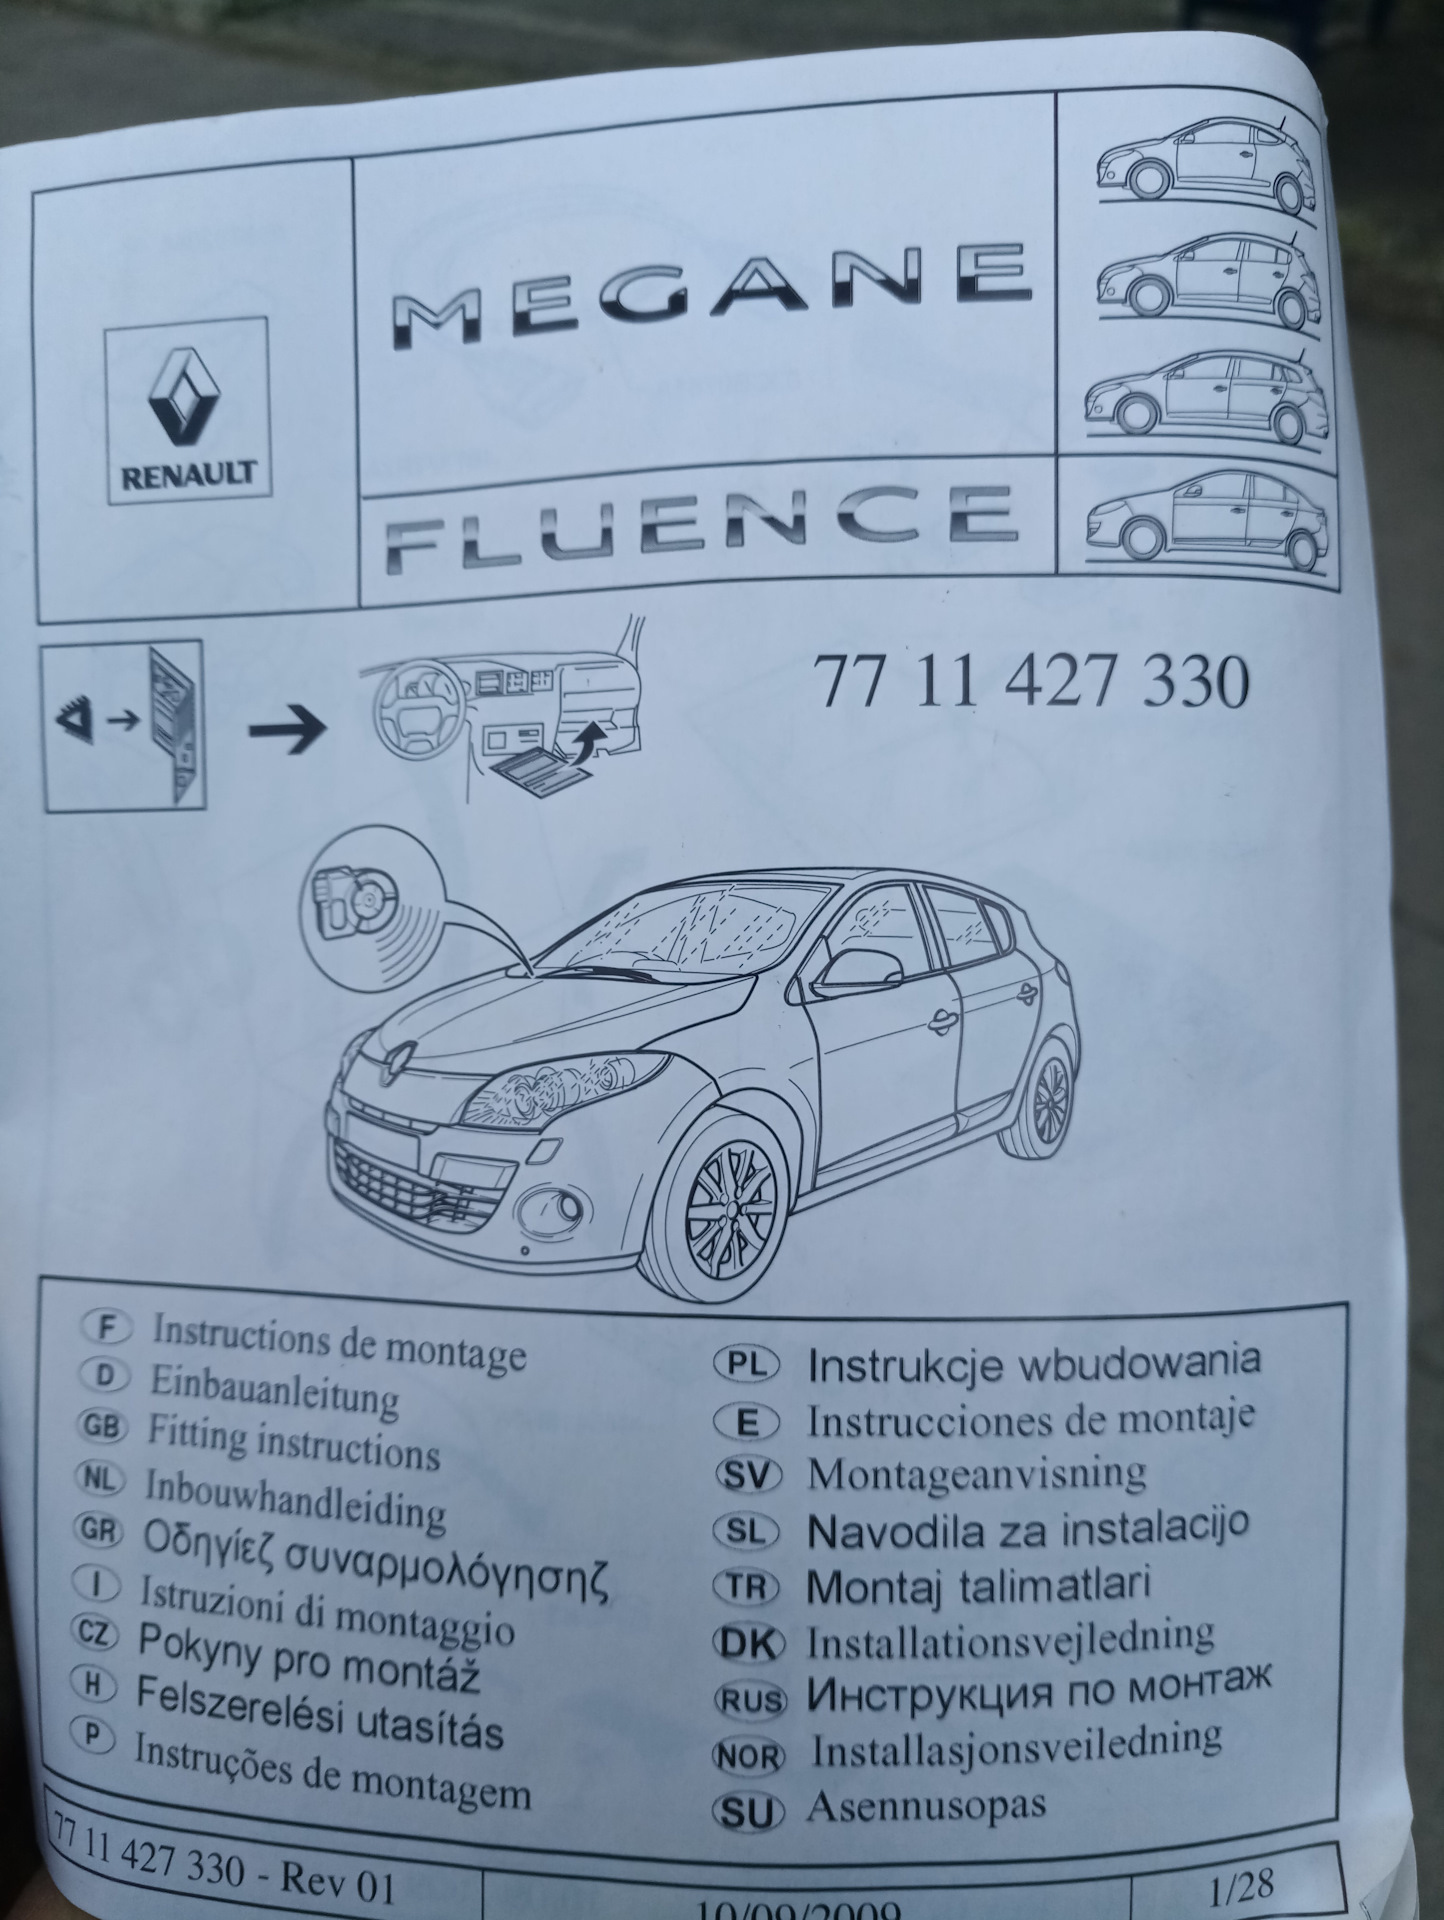 RENAULT
MEGANE
FLUENCE
77 11 427 330
F Instructions de montage
D Einbauanleitung
GB Fitting instructions
NL Inbouwhandleiding
GR Οδηγίεζ συναρμολόγησηζ
I Istruzioni di montaggio
CZ Pokyny pro montáž
H Felszerelési utasítás
P Instruções de montagem
PL Instrukcje wbudowania
E Instrucciones de montaje
SV Montageanvisning
SL Navodila za instalacijo
TR Montaj talimatlari
DK Installationsvejledning
RUS Инструкция по монтаж
NOR Installasjonsveiledning
SU Asennusopas
77 11 427 330 - Rev 01
10/09/2009
1/28